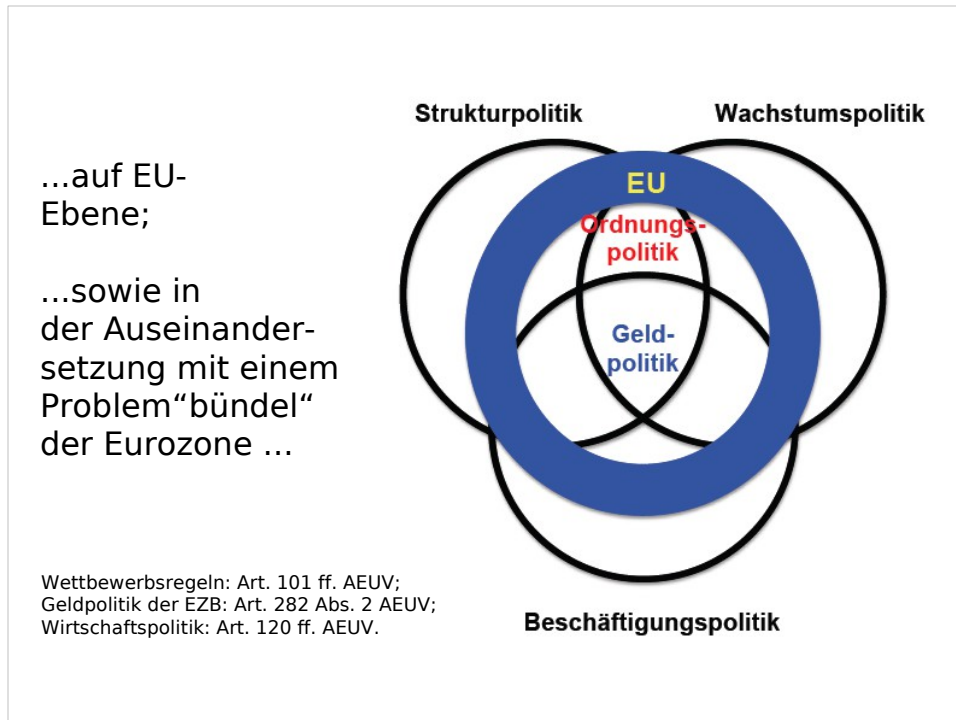 Strukturpolitik
Wachstumspolitik
...auf EU-
Ebene;
...sowie in
der Auseinander-
setzung mit einem
Problem“bündel“
der Eurozone ...
EU
Ordnungs-
politik
Geld-
politik
Wettbewerbsregeln: Art. 101 ff. AEUV;
Geldpolitik der EZB: Art. 282 Abs. 2 AEUV;
Wirtschaftspolitik: Art. 120 ff. AEUV.
Beschäftigungspolitik